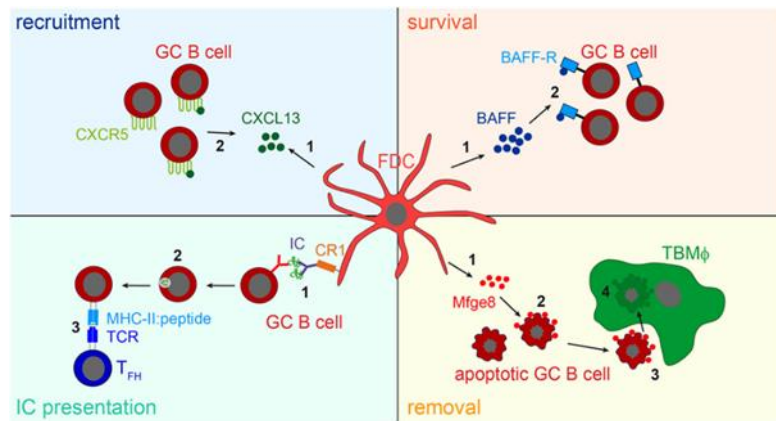 recruitment
GC B cell
CXCR5
CXCL13
2
1
survival
BAFF-R
GC B cell
2
BAFF
1
FDC
IC
CR1
1
2
GC B cell
3
MHC-II:peptide
TCR
TFH
IC presentation
1
Mfge8
2
TBMϕ
4
3
apoptotic GC B cell
removal